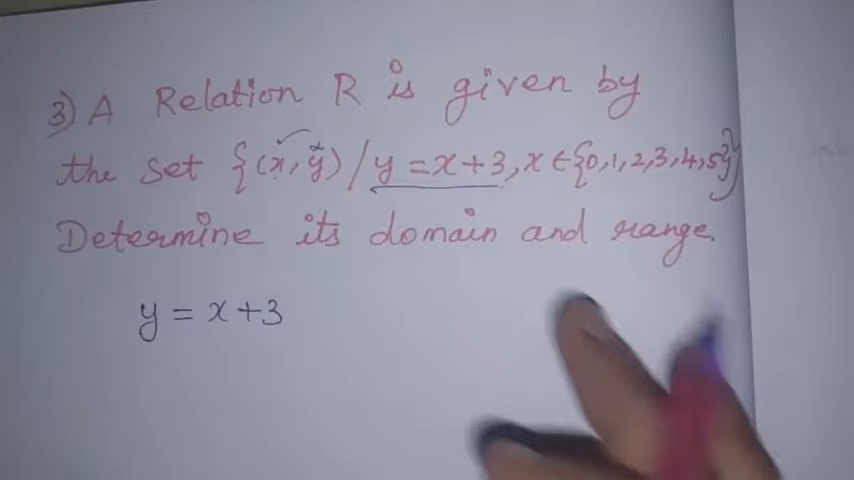 3) A Relation R is given by
the set {(x, y) / y = x + 3, x ∈ {0, 1, 2, 3, 4, 5}}
Determine its domain and range.
y = x + 3